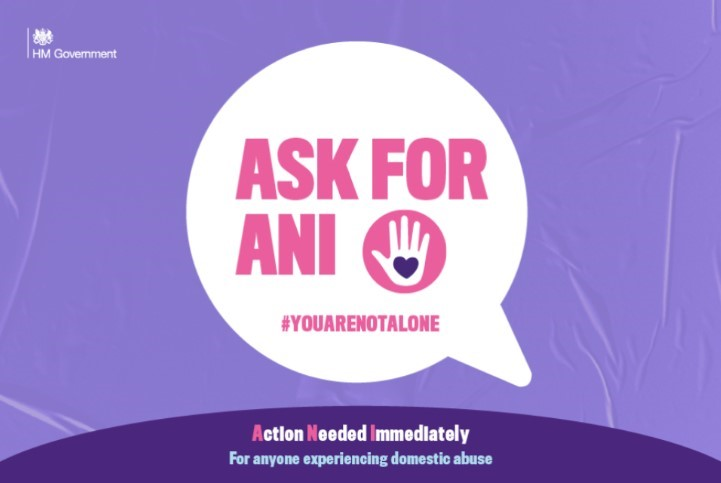 HM Government
ASK FOR
ANI
#YOUARENOTALONE
Action Needed Immediately
For anyone experiencing domestic abuse